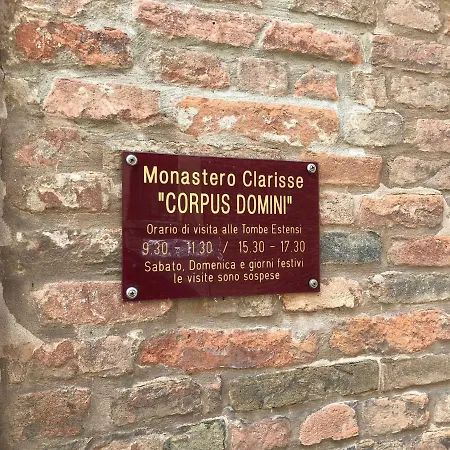 Monastero Clarisse
"CORPUS DOMINI"
Orario di visita alle Tombe Estensi
9.30 - 11.30 / 15.30 - 17.30
Sabato, Domenica e giorni festivi
le visite sono sospese